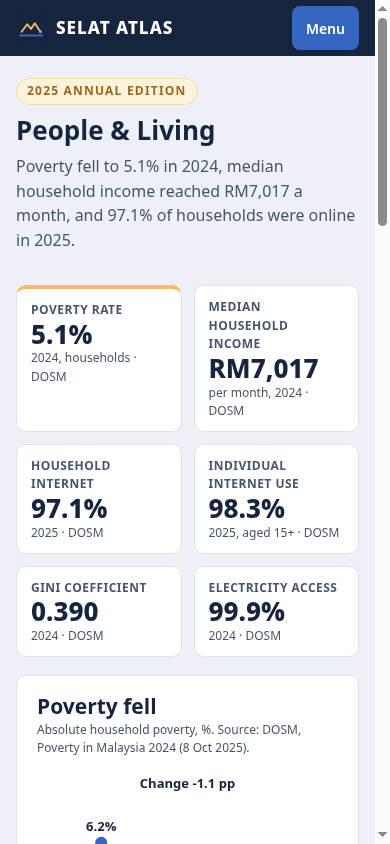 SELAT ATLAS
Menu
2025 ANNUAL EDITION
People & Living
Poverty fell to 5.1% in 2024, median
household income reached RM7,017 a
month, and 97.1% of households were online
in 2025.
POVERTY RATE
5.1%
2024, households ·
DOSM
MEDIAN
HOUSEHOLD
INCOME
RM7,017
per month, 2024 ·
DOSM
HOUSEHOLD
INTERNET
97.1%
2025 · DOSM
INDIVIDUAL
INTERNET USE
98.3%
2025, aged 15+ · DOSM
GINI COEFFICIENT
0.390
2024 · DOSM
ELECTRICITY ACCESS
99.9%
2024 · DOSM
Poverty fell
Absolute household poverty, %. Source: DOSM,
Poverty in Malaysia 2024 (8 Oct 2025).
Change -1.1 pp
6.2%